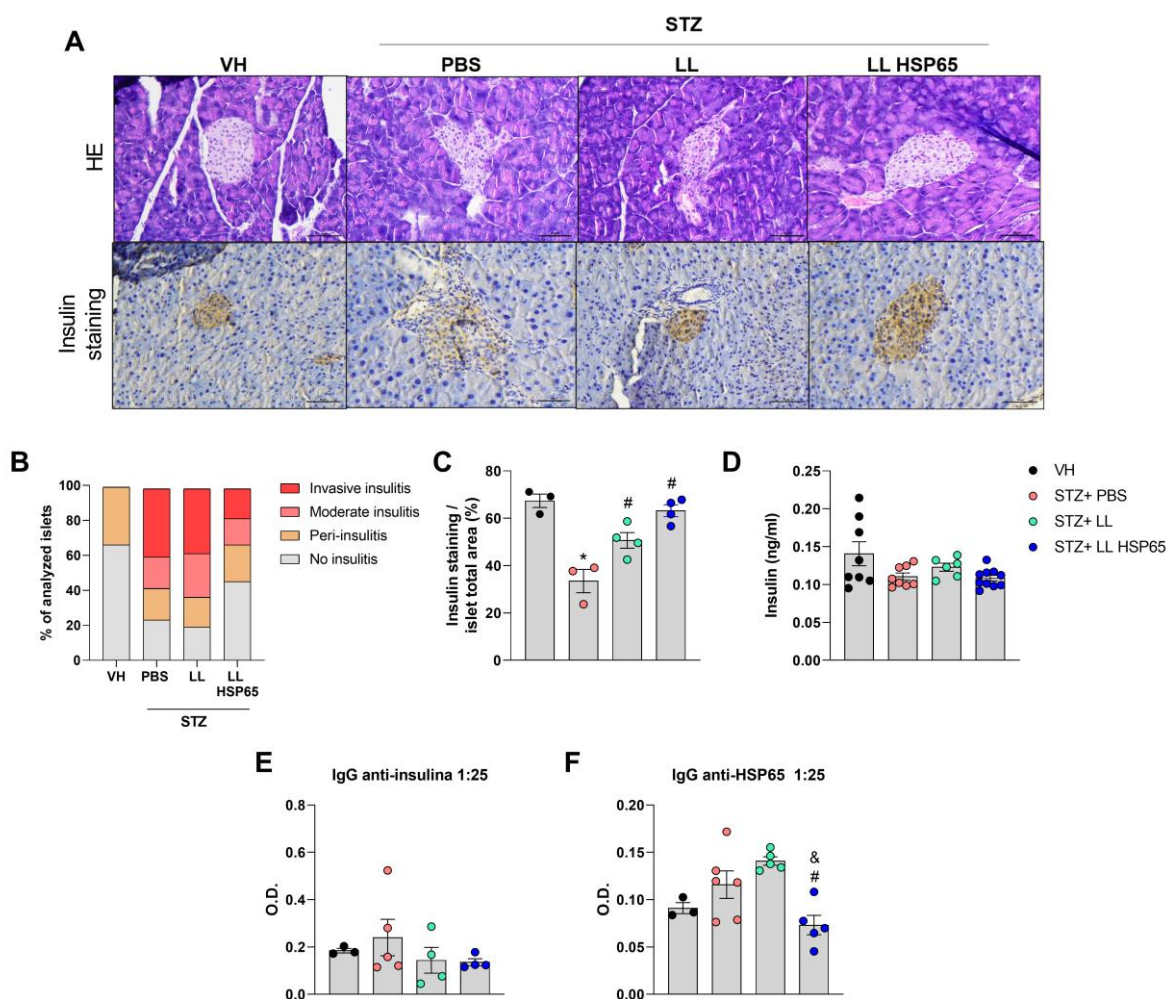 STZ
A
VH PBS LL LL HSP65
HE
Insulin
staining
B
% of analyzed islets
100
80
60
40
20
0
VH PBS LL LL
HSP65
STZ
Invasive insulitis
Moderate insulitis
Peri-insulitis
No insulitis
C
Insulin staining /
islet total area (%)
80
60
40
20
0
*
#
#
D
Insulin (ng/ml)
0.25
0.20
0.15
0.10
0.05
0.00
VH
STZ+ PBS
STZ+ LL
STZ+ LL HSP65
E
IgG anti-insulina 1:25
O.D.
0.8
0.6
0.4
0.2
0.0
F
IgG anti-HSP65 1:25
O.D.
0.20
0.15
0.10
0.05
0.00
&
#